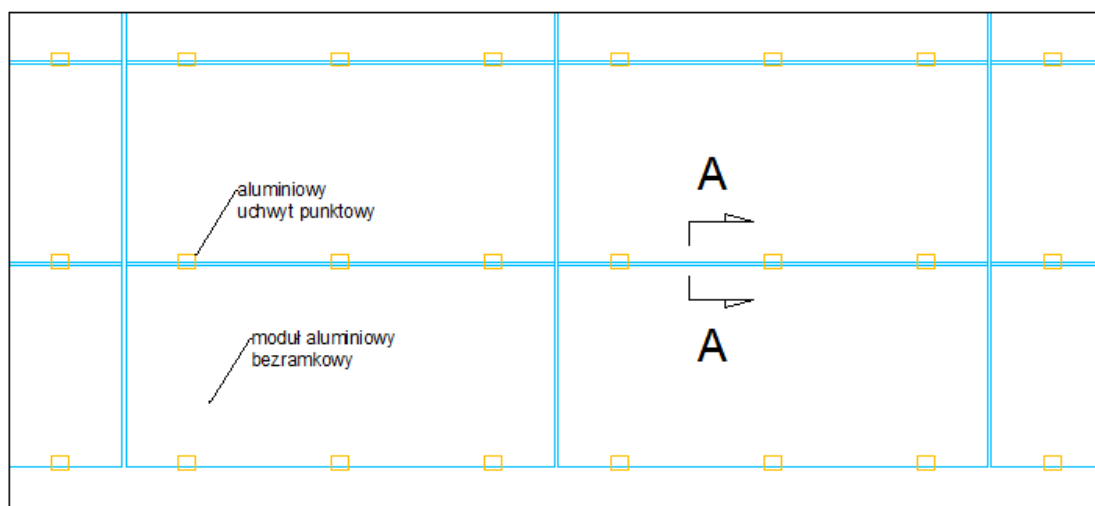 A
aluminiowy
uchwyt punktowy
moduł aluminiowy
bezramkowy
A